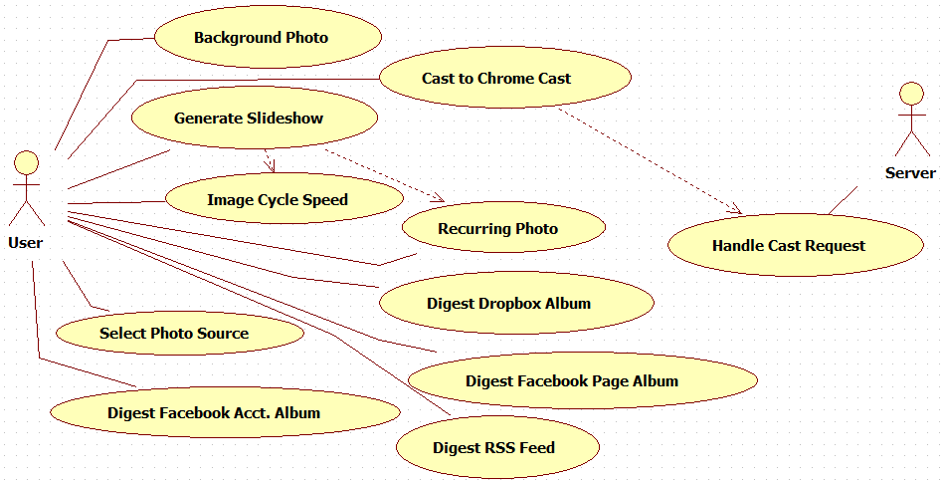 Background Photo
Cast to Chrome Cast
Generate Slideshow
Server
Image Cycle Speed
Recurring Photo
User
Handle Cast Request
Digest Dropbox Album
Select Photo Source
Digest Facebook Page Album
Digest Facebook Acct. Album
Digest RSS Feed